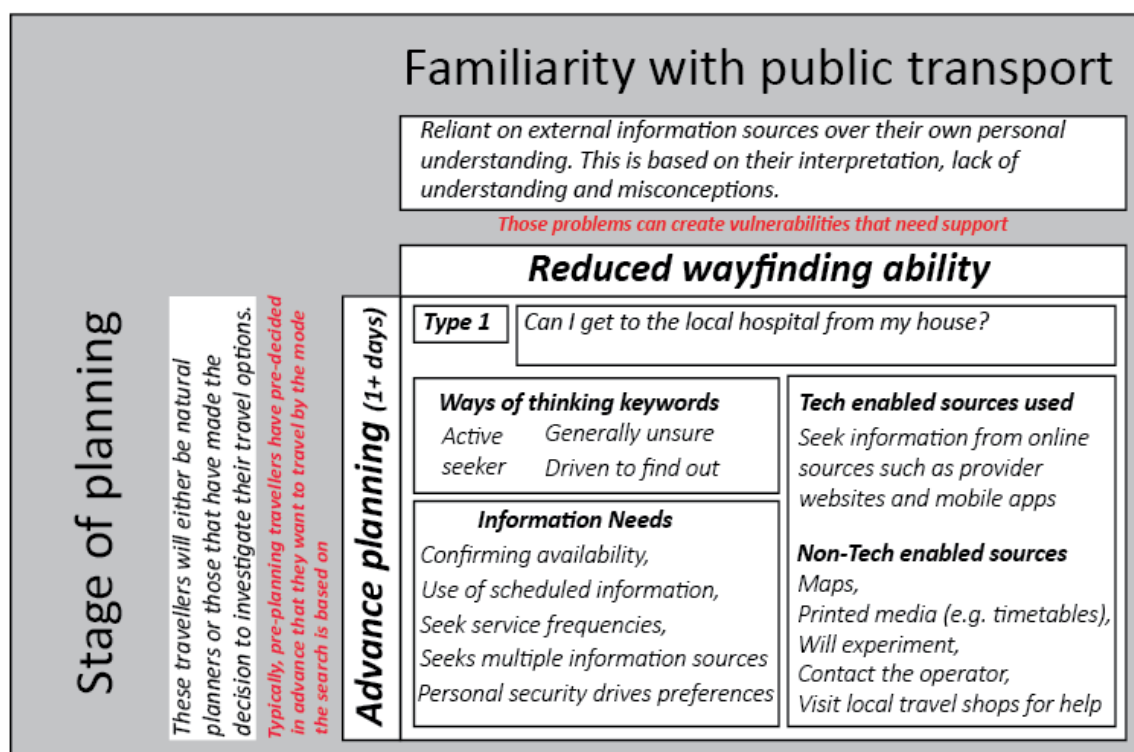 Familiarity with public transport
Reliant on external information sources over their own personal
understanding. This is based on their interpretation, lack of
understanding and misconceptions.
Those problems can create vulnerabilities that need support
Reduced wayfinding ability
Stage of planning
These travellers will either be natural
planners or those that have made the
decision to investigate their travel options.
Typically, pre-planning travellers have pre-decided
in advance that they want to travel by the mode
the search is based on
Advance planning (1+ days)
Type 1
Can I get to the local hospital from my house?
Ways of thinking keywords
Active
seeker
Generally unsure
Driven to find out
Information Needs
Confirming availability,
Use of scheduled information,
Seek service frequencies,
Seeks multiple information sources
Personal security drives preferences
Tech enabled sources used
Seek information from online
sources such as provider
websites and mobile apps
Non-Tech enabled sources
Maps,
Printed media (e.g. timetables),
Will experiment,
Contact the operator,
Visit local travel shops for help